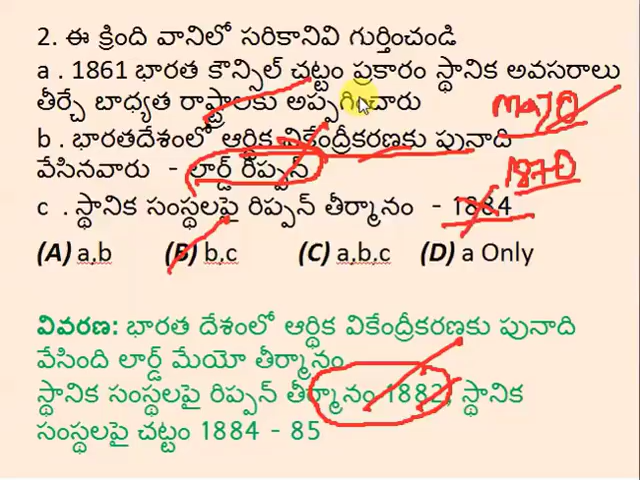 2. ఈ క్రింది వానిలో సరికానివి గుర్తించండి
a . 1861 భారత కౌన్సిల్ చట్టం ప్రకారం స్థానిక అవసరాలు
తీర్చే బాధ్యత రాష్ట్రాలకు అప్పగించారు
మాయో
b . భారతదేశంలో ఆర్థిక వికేంద్రీకరణకు పునాది
వేసినవారు - లార్డ్ రిప్పన్
1870
c . స్థానిక సంస్థలపై రిప్పన్ తీర్మానం - 1884
(A) a,b (B) b,c (C) a,b,c (D) a Only
వివరణ: భారత దేశంలో ఆర్థిక వికేంద్రీకరణకు పునాది
వేసింది లార్డ్ మేయో తీర్మానం
స్థానిక సంస్థలపై రిప్పన్ తీర్మానం 1882, స్థానిక
సంస్థలపై చట్టం 1884 - 85